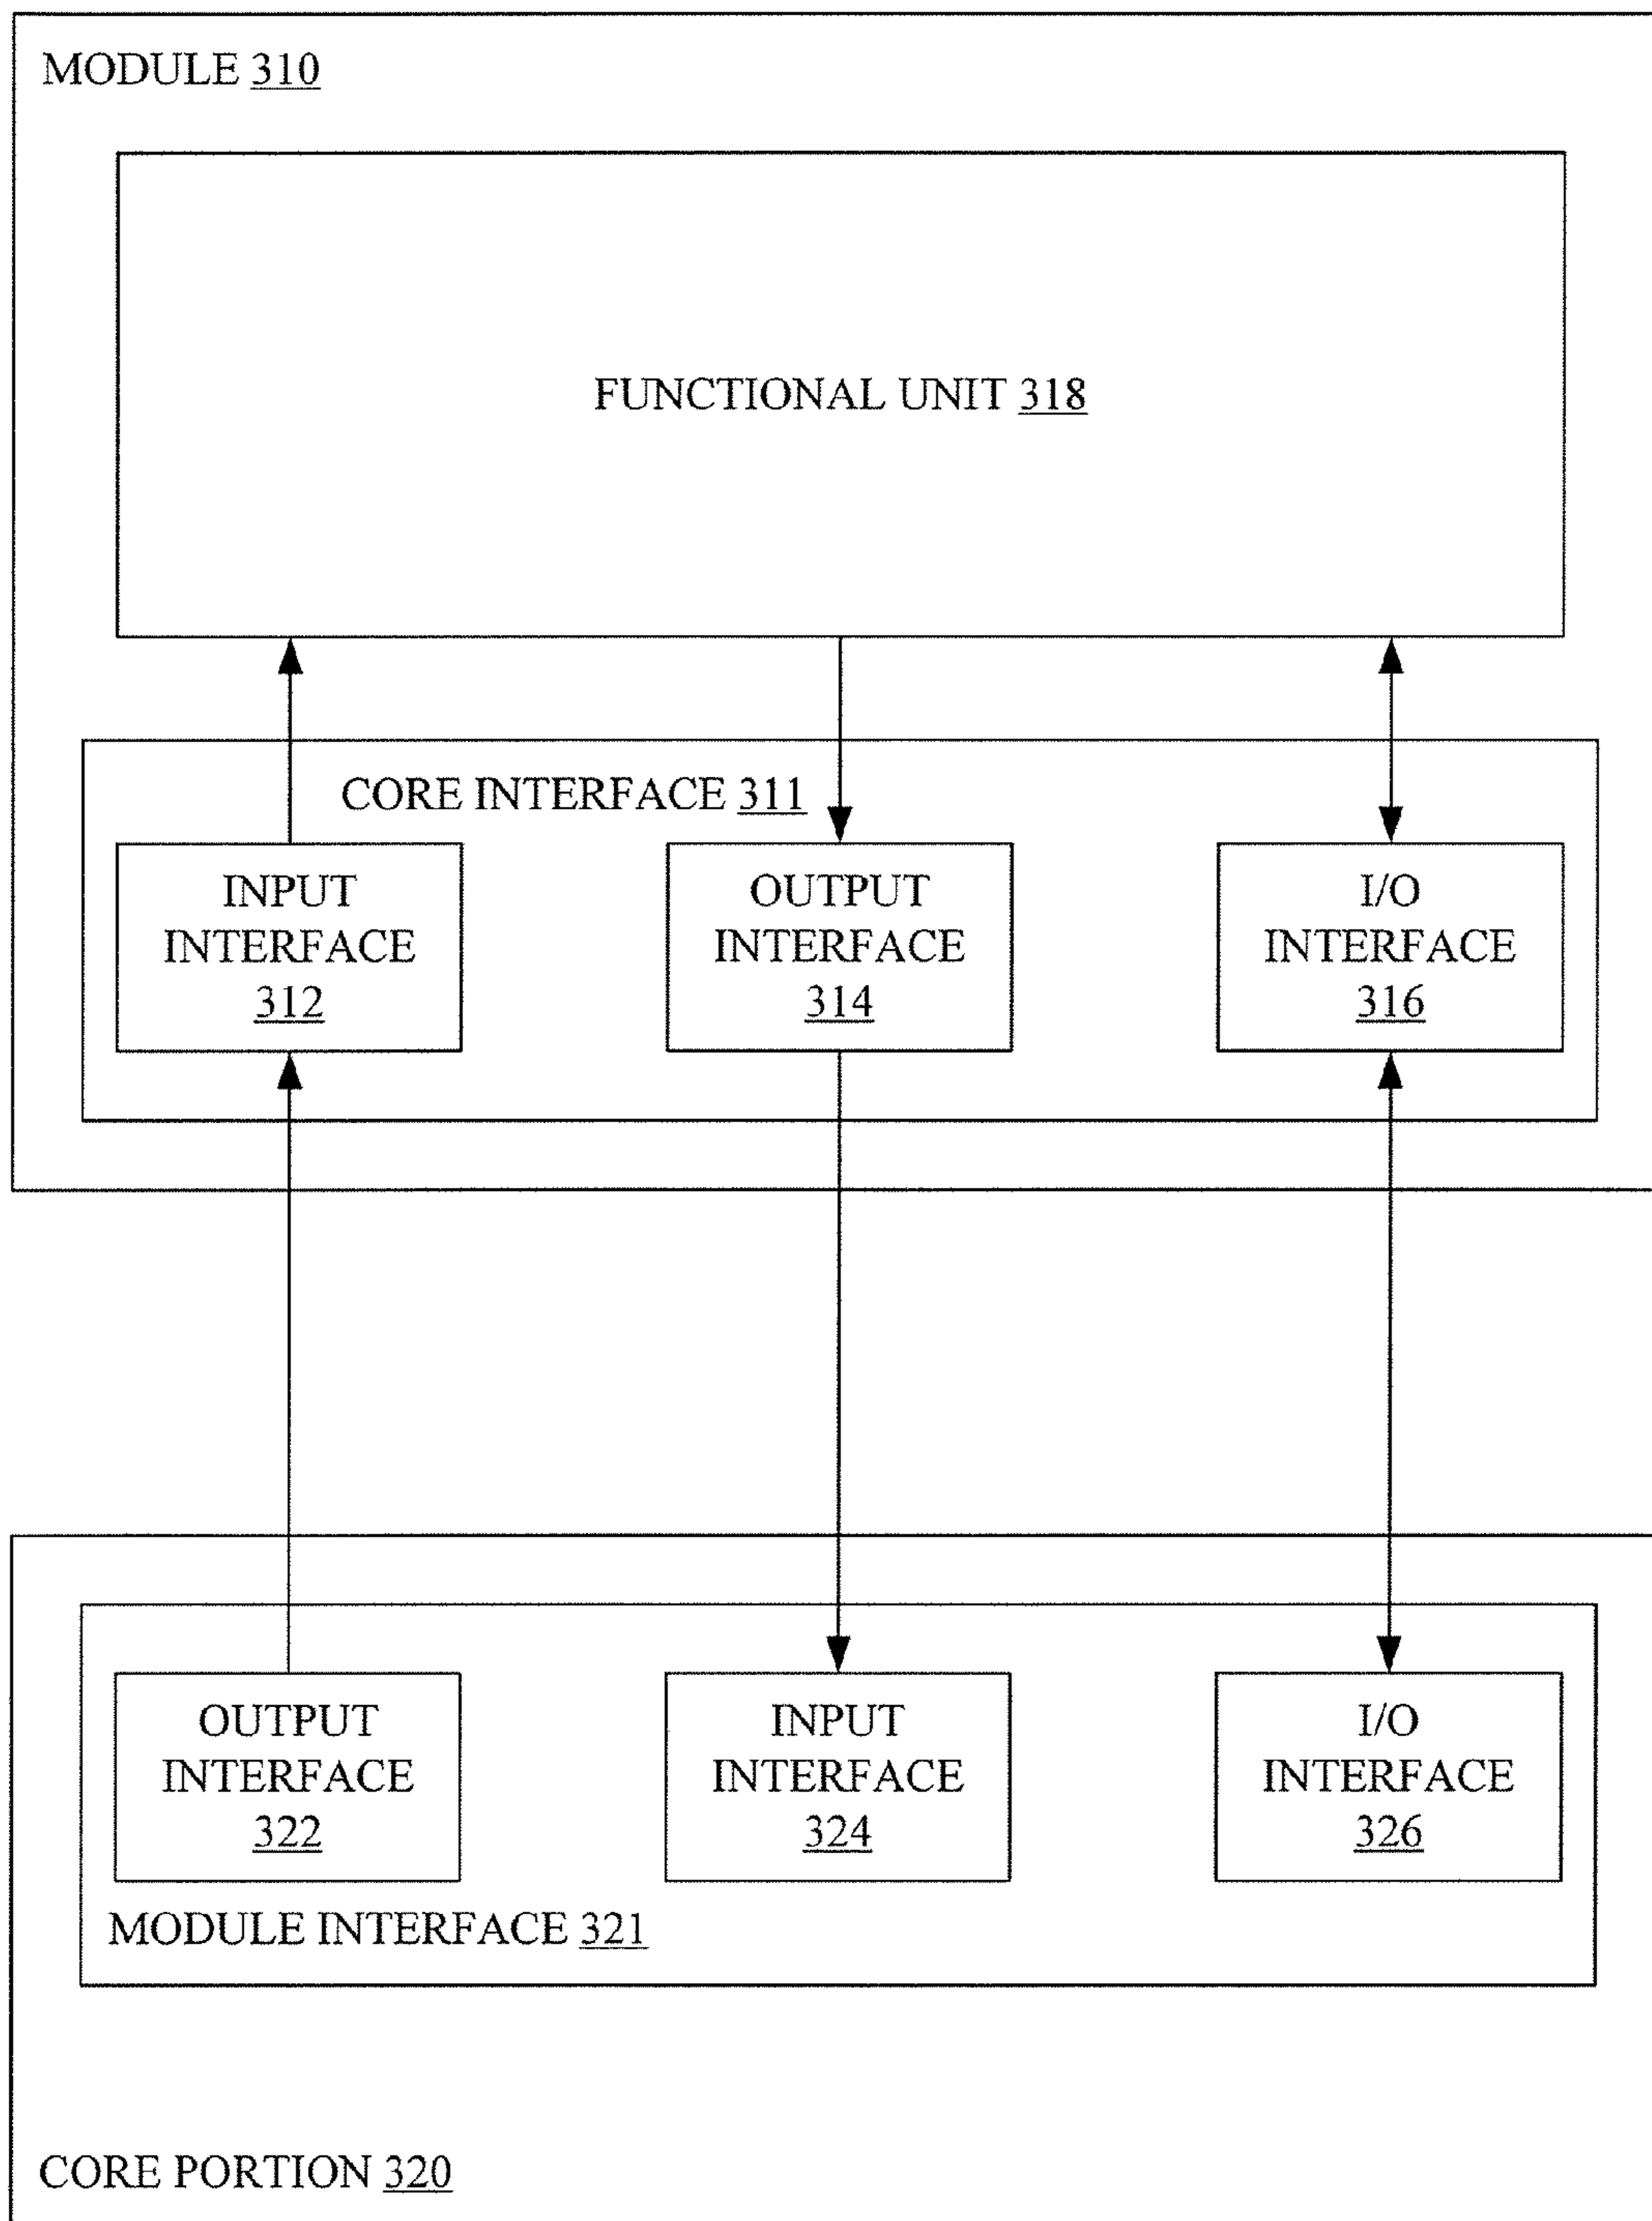 MODULE 310
FUNCTIONAL UNIT 318
CORE INTERFACE 311
INPUT
INTERFACE
312
OUTPUT
INTERFACE
314
I/O
INTERFACE
316
OUTPUT
INTERFACE
322
INPUT
INTERFACE
324
I/O
INTERFACE
326
MODULE INTERFACE 321
CORE PORTION 320